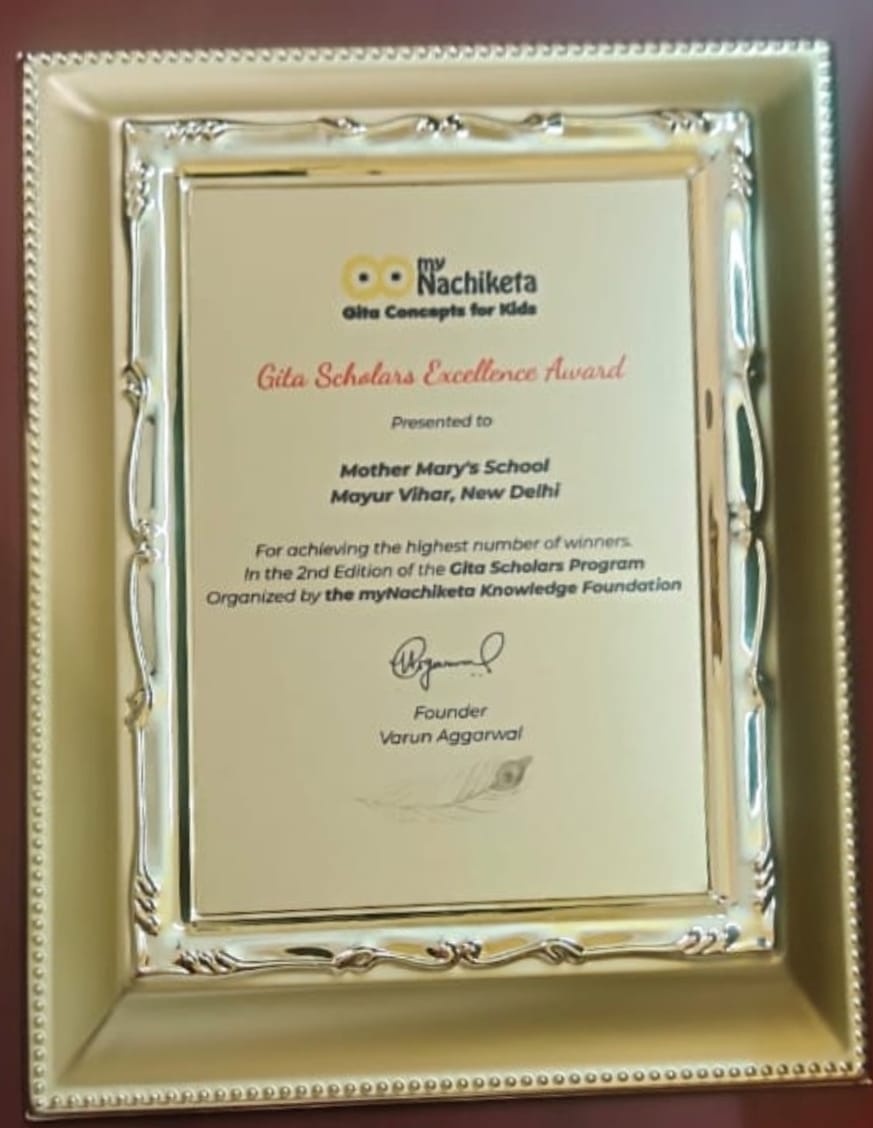 my
Nachiketa
Gita Concepts for Kids
Gita Scholars Excellence Award
Presented to
Mother Mary's School
Mayur Vihar, New Delhi
For achieving the highest number of winners.
In the 2nd Edition of the Gita Scholars Program
Organized by the myNachiketa Knowledge Foundation
Founder
Varun Aggarwal